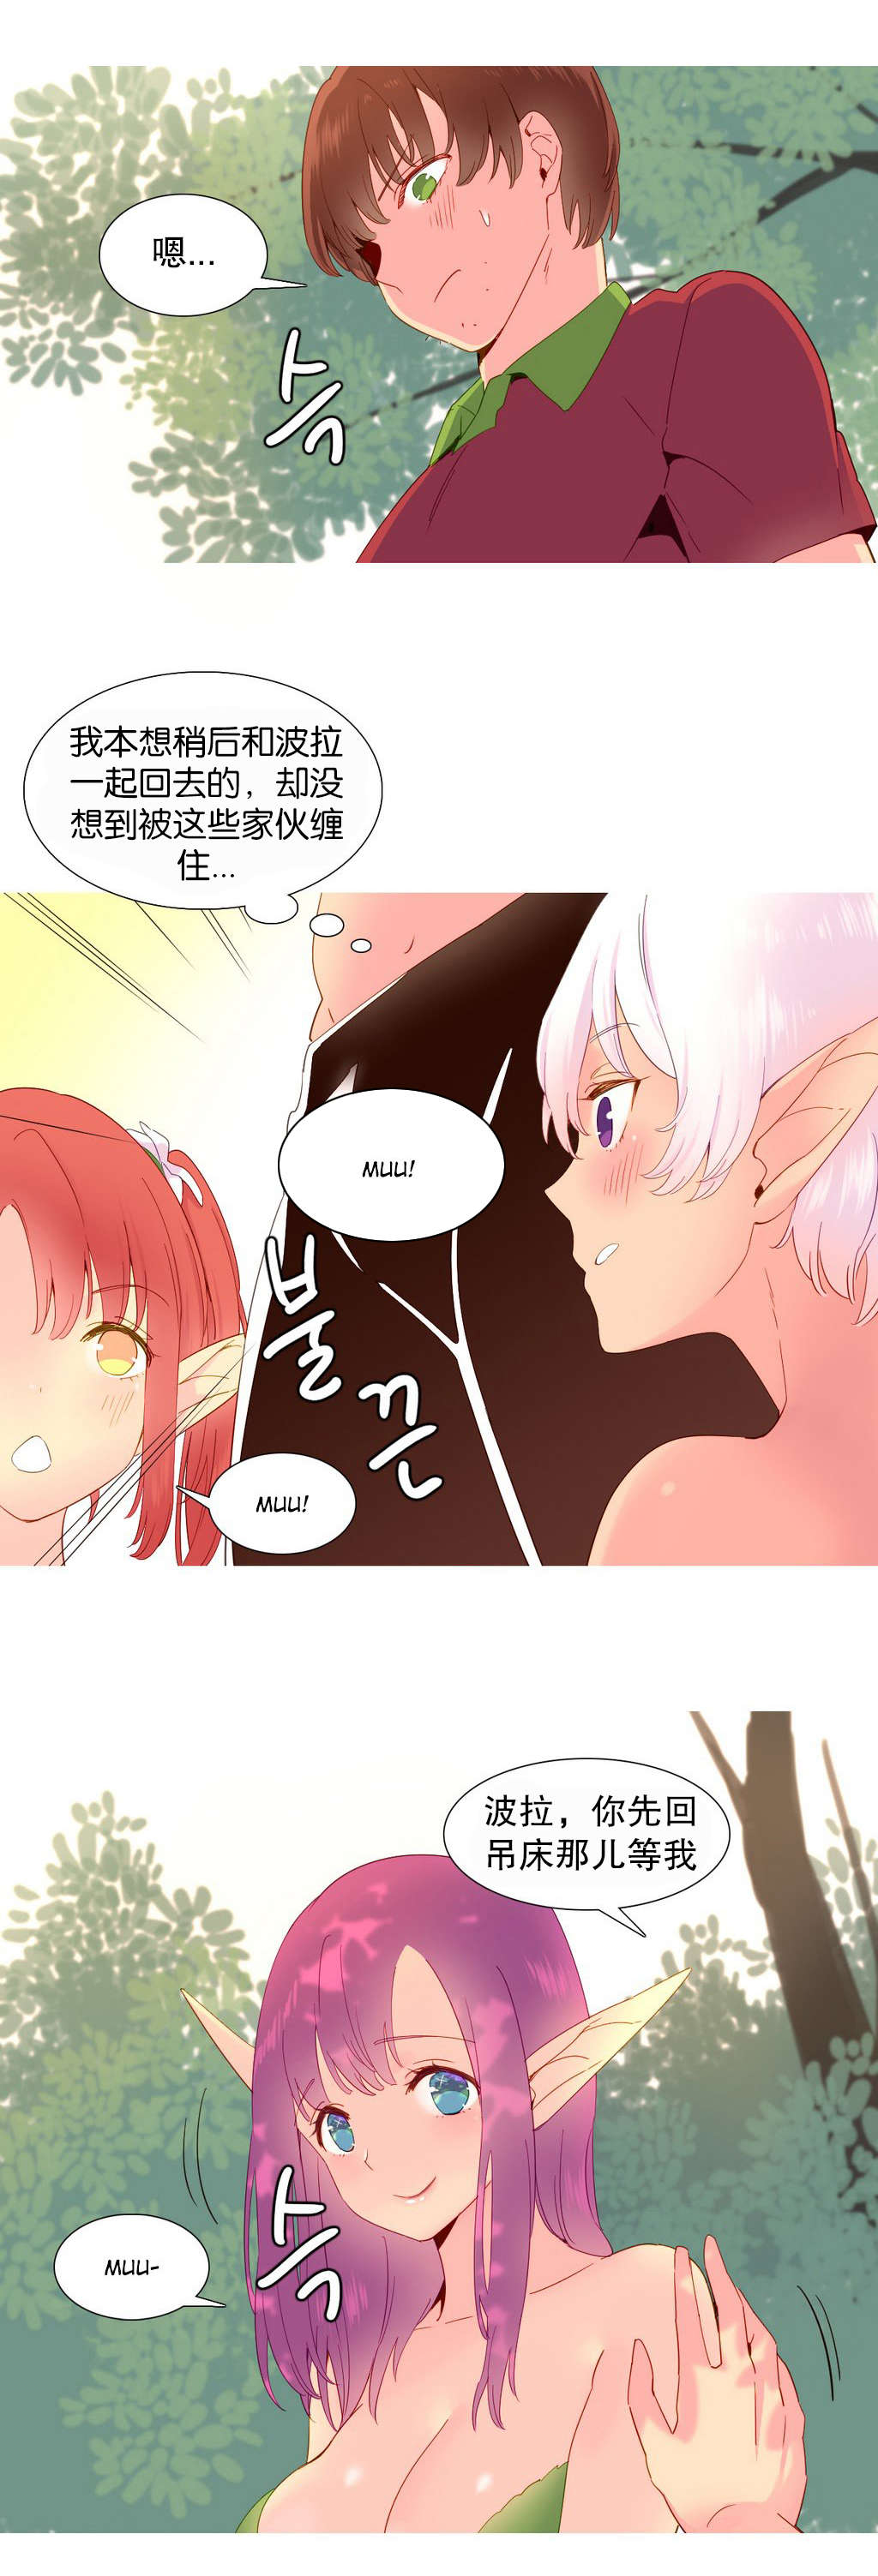 嗯...
스윽
我本想稍后和波拉
一起回去的，却没
想到被这些家伙缠
住...
MUU!
불끈
MUU!
波拉，你先回
吊床那儿等我
MUU-
스윽